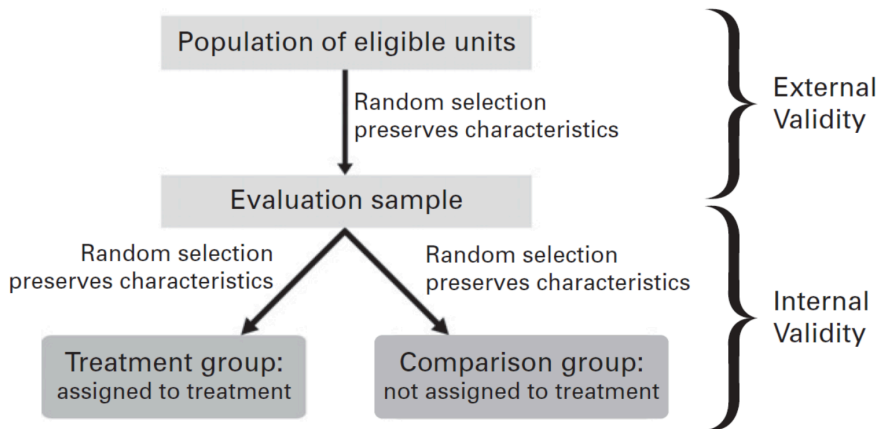 Population of eligible units
Random selection
preserves characteristics
External
Validity
Evaluation sample
Random selection
preserves characteristics
Random selection
preserves characteristics
Internal
Validity
Treatment group:
assigned to treatment
Comparison group:
not assigned to treatment